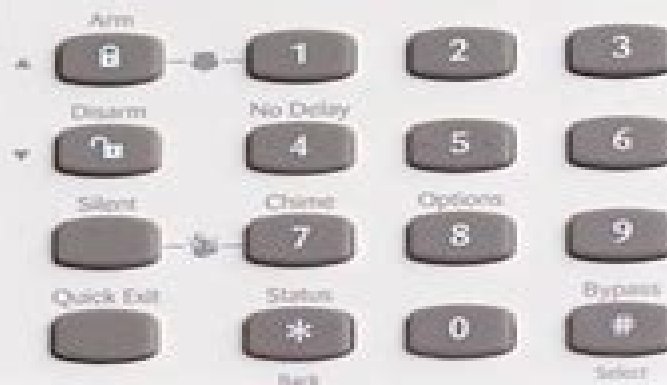 Arm
1 2 3
Disarm No Delay
4 5 6
Silent Chime Options
7 8 9
Quick Exit Status Bypass
* 0 #
Back Select